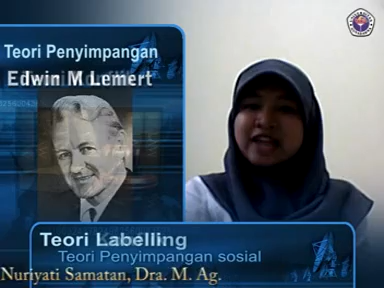 Teori Penyimpangan
Edwin M Lemert
Teori Labelling
Teori Penyimpangan sosial
Nuriyati Samatan, Dra. M. Ag.